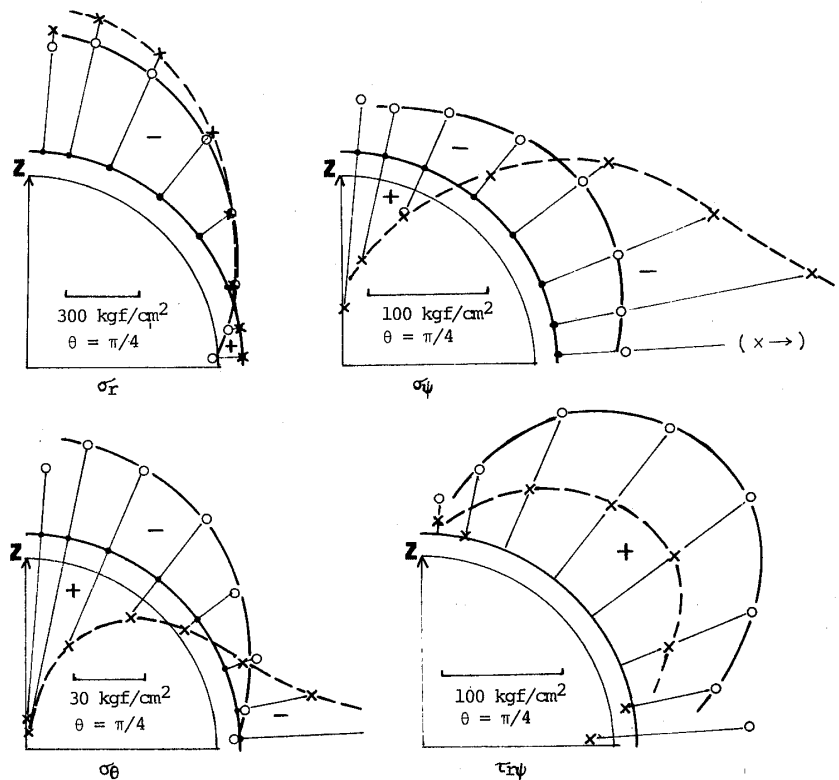 Z
−
+
300 kgf/cm²
θ = π/4
σr
Z
+
−
−
100 kgf/cm²
θ = π/4
(×→)
σψ
Z
+
−
−
30 kgf/cm²
θ = π/4
σθ
Z
+
100 kgf/cm²
θ = π/4
τrψ